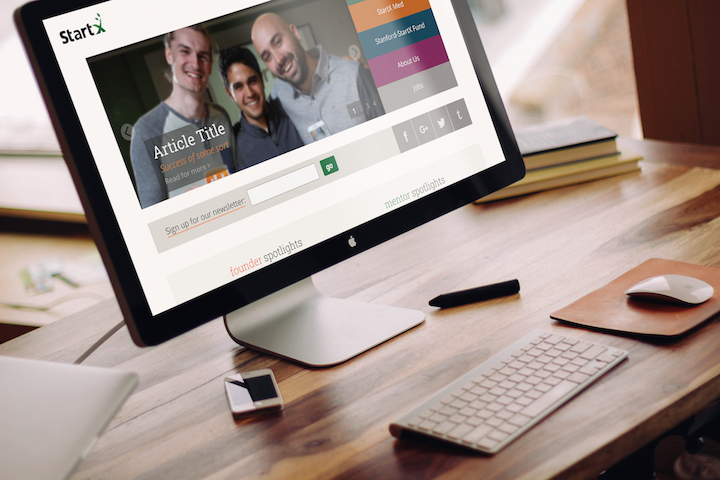 StartX
StartX Med
Stanford-StartX Fund
About Us
Jobs
1 2 3 4
Article Title
Success of some sort
Read for more >
Sign up for our newsletter:
go
f G+ t
founder spotlights
mentor spotlights